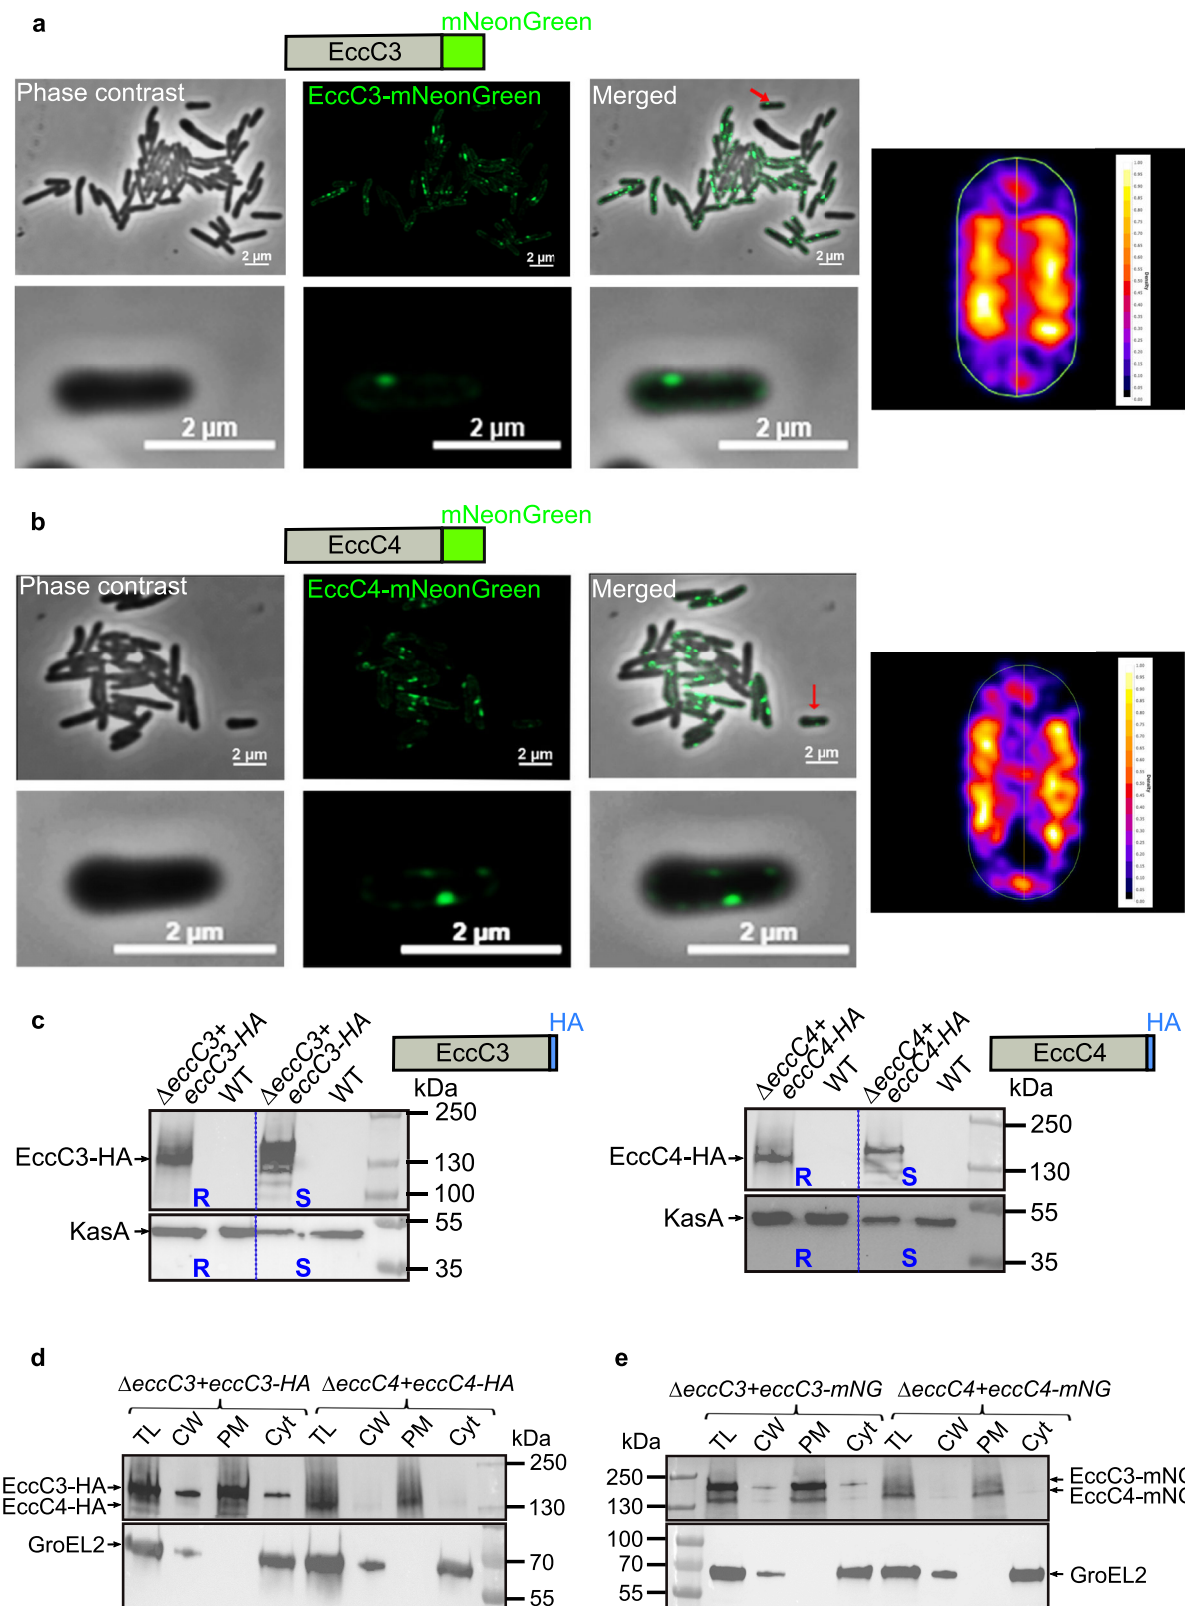 a
mNeonGreen
EccC3
Phase contrast
EccC3-mNeonGreen
Merged
2 µm
2 µm
2 µm
2 µm
2 µm
2 µm
Density
b
mNeonGreen
EccC4
Phase contrast
EccC4-mNeonGreen
Merged
2 µm
2 µm
2 µm
2 µm
2 µm
2 µm
Density
c
ΔeccC3+
eccC3-HA
WT
ΔeccC3+
eccC3-HA
WT
HA
EccC3
kDa
250
EccC3-HA
130
R
S
100
KasA
55
R
S
35
ΔeccC4+
eccC4-HA
WT
ΔeccC4+
eccC4-HA
WT
HA
EccC4
kDa
250
EccC4-HA
130
R
S
KasA
55
R
S
35
d
ΔeccC3+eccC3-HA
ΔeccC4+eccC4-HA
TL CW PM Cyt TL CW PM Cyt
kDa
250
EccC3-HA
EccC4-HA
130
GroEL2
70
55
e
ΔeccC3+eccC3-mNG
ΔeccC4+eccC4-mNG
TL CW PM Cyt TL CW PM Cyt
kDa
250
EccC3-mNG
EccC4-mNG
130
100
70
GroEL2
55